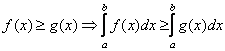 f(x) ≥ g(x) ⇒ ∫_a^b f(x)dx ≥ ∫_a^b g(x)dx